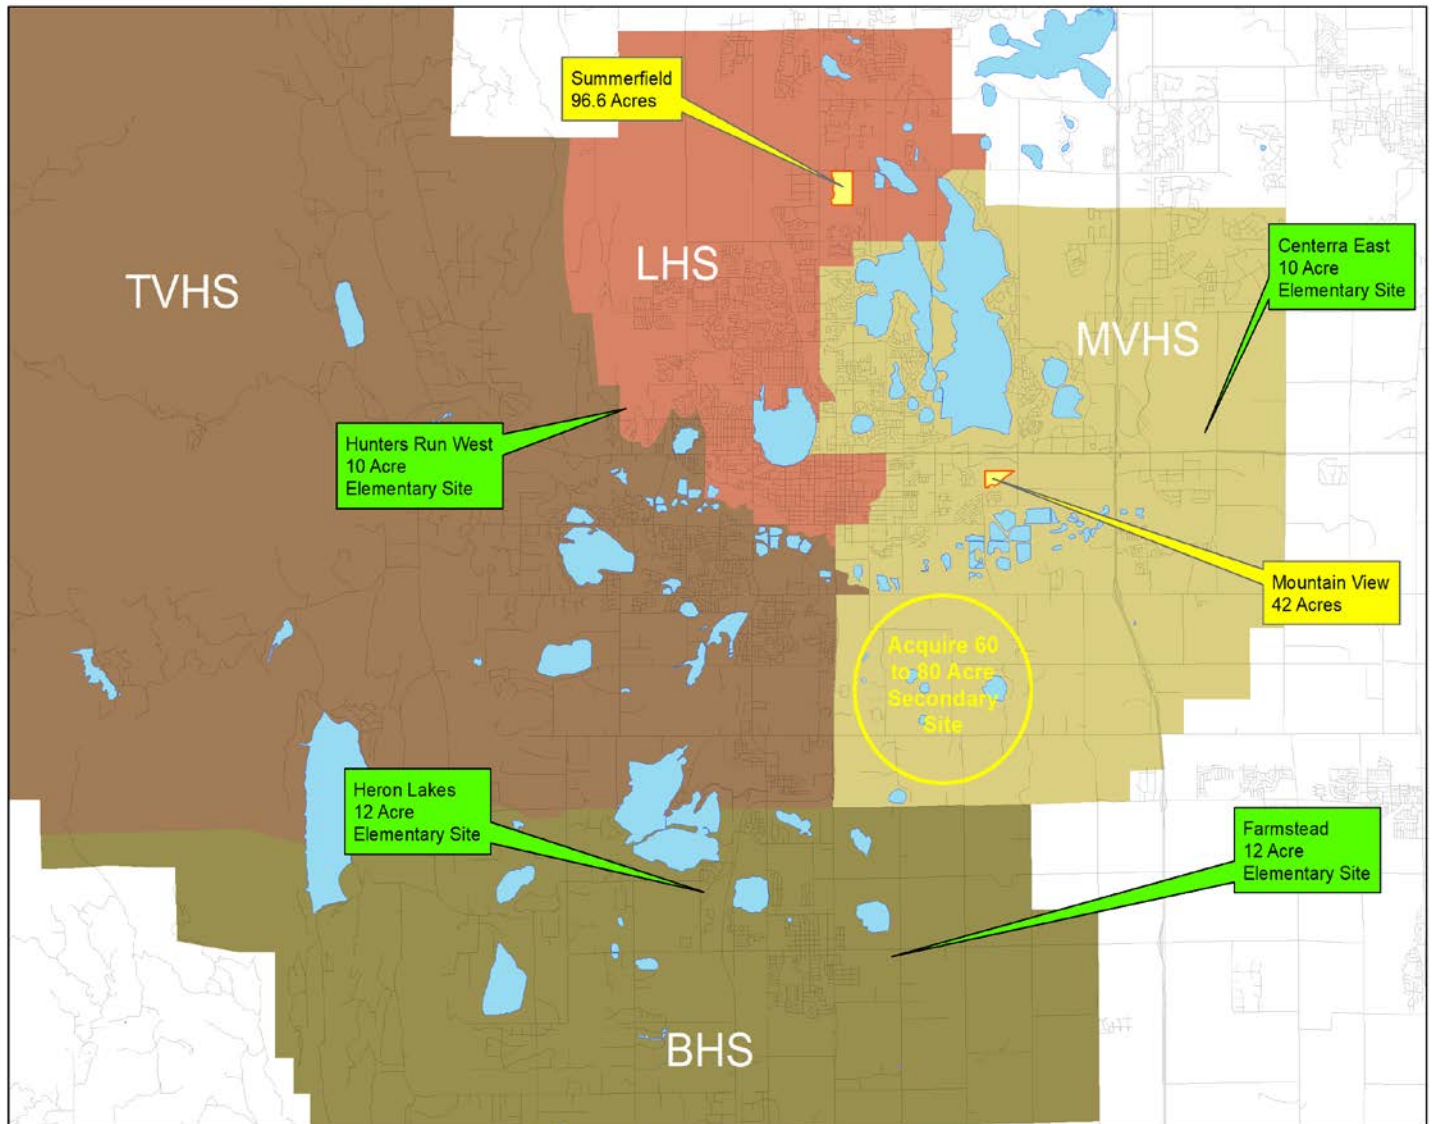 Summerfield
96.6 Acres
LHS
TVHS
Centerra East
10 Acre
Elementary Site
MVHS
Hunters Run West
10 Acre
Elementary Site
Mountain View
42 Acres
Acquire 60
to 80 Acre
Secondary
Site
Heron Lakes
12 Acre
Elementary Site
Farmstead
12 Acre
Elementary Site
BHS